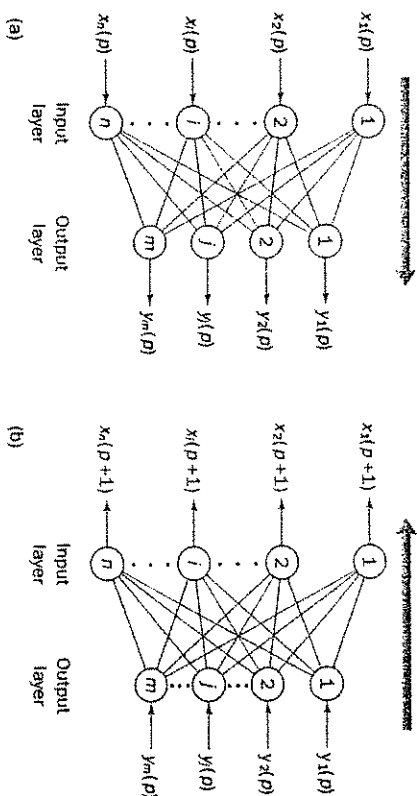 x₁(p) 1 1 y₁(p) x₁(p+1) 1 1 y₁(p)
x₂(p) 2 2 y₂(p) x₂(p+1) 2 2 y₂(p)
xᵢ(p) i j yⱼ(p) xᵢ(p+1) i j yⱼ(p)
xₙ(p) n m yₘ(p) xₙ(p+1) n m yₘ(p)
Input Output Input Output
layer layer layer layer
(a) (b)